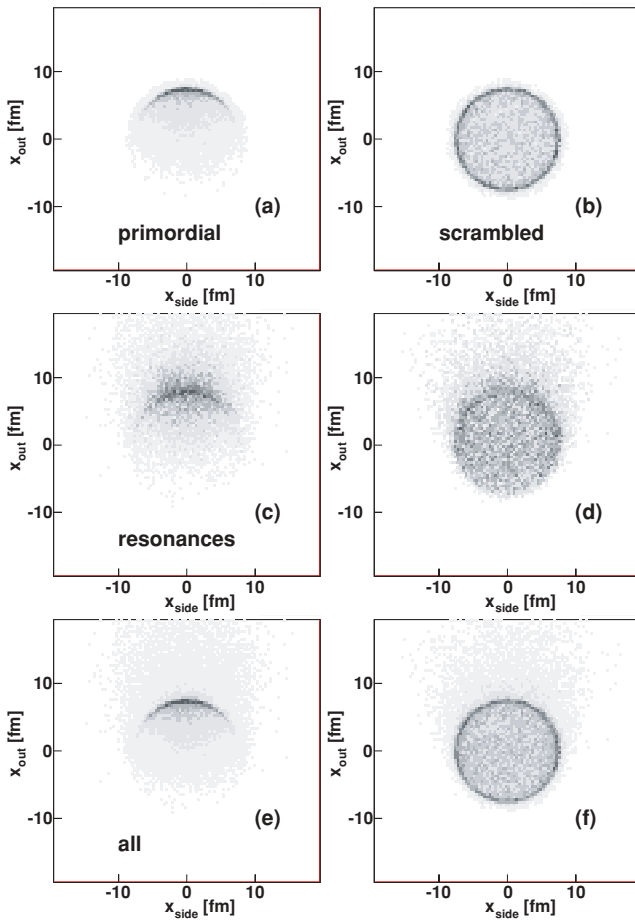 x_out [fm]
10
0
-10
(a)
primordial
-10 0 10
x_side [fm]
x_out [fm]
10
0
-10
(b)
scrambled
-10 0 10
x_side [fm]
x_out [fm]
10
0
-10
(c)
resonances
-10 0 10
x_side [fm]
x_out [fm]
10
0
-10
(d)
-10 0 10
x_side [fm]
x_out [fm]
10
0
-10
(e)
all
-10 0 10
x_side [fm]
x_out [fm]
10
0
-10
(f)
-10 0 10
x_side [fm]